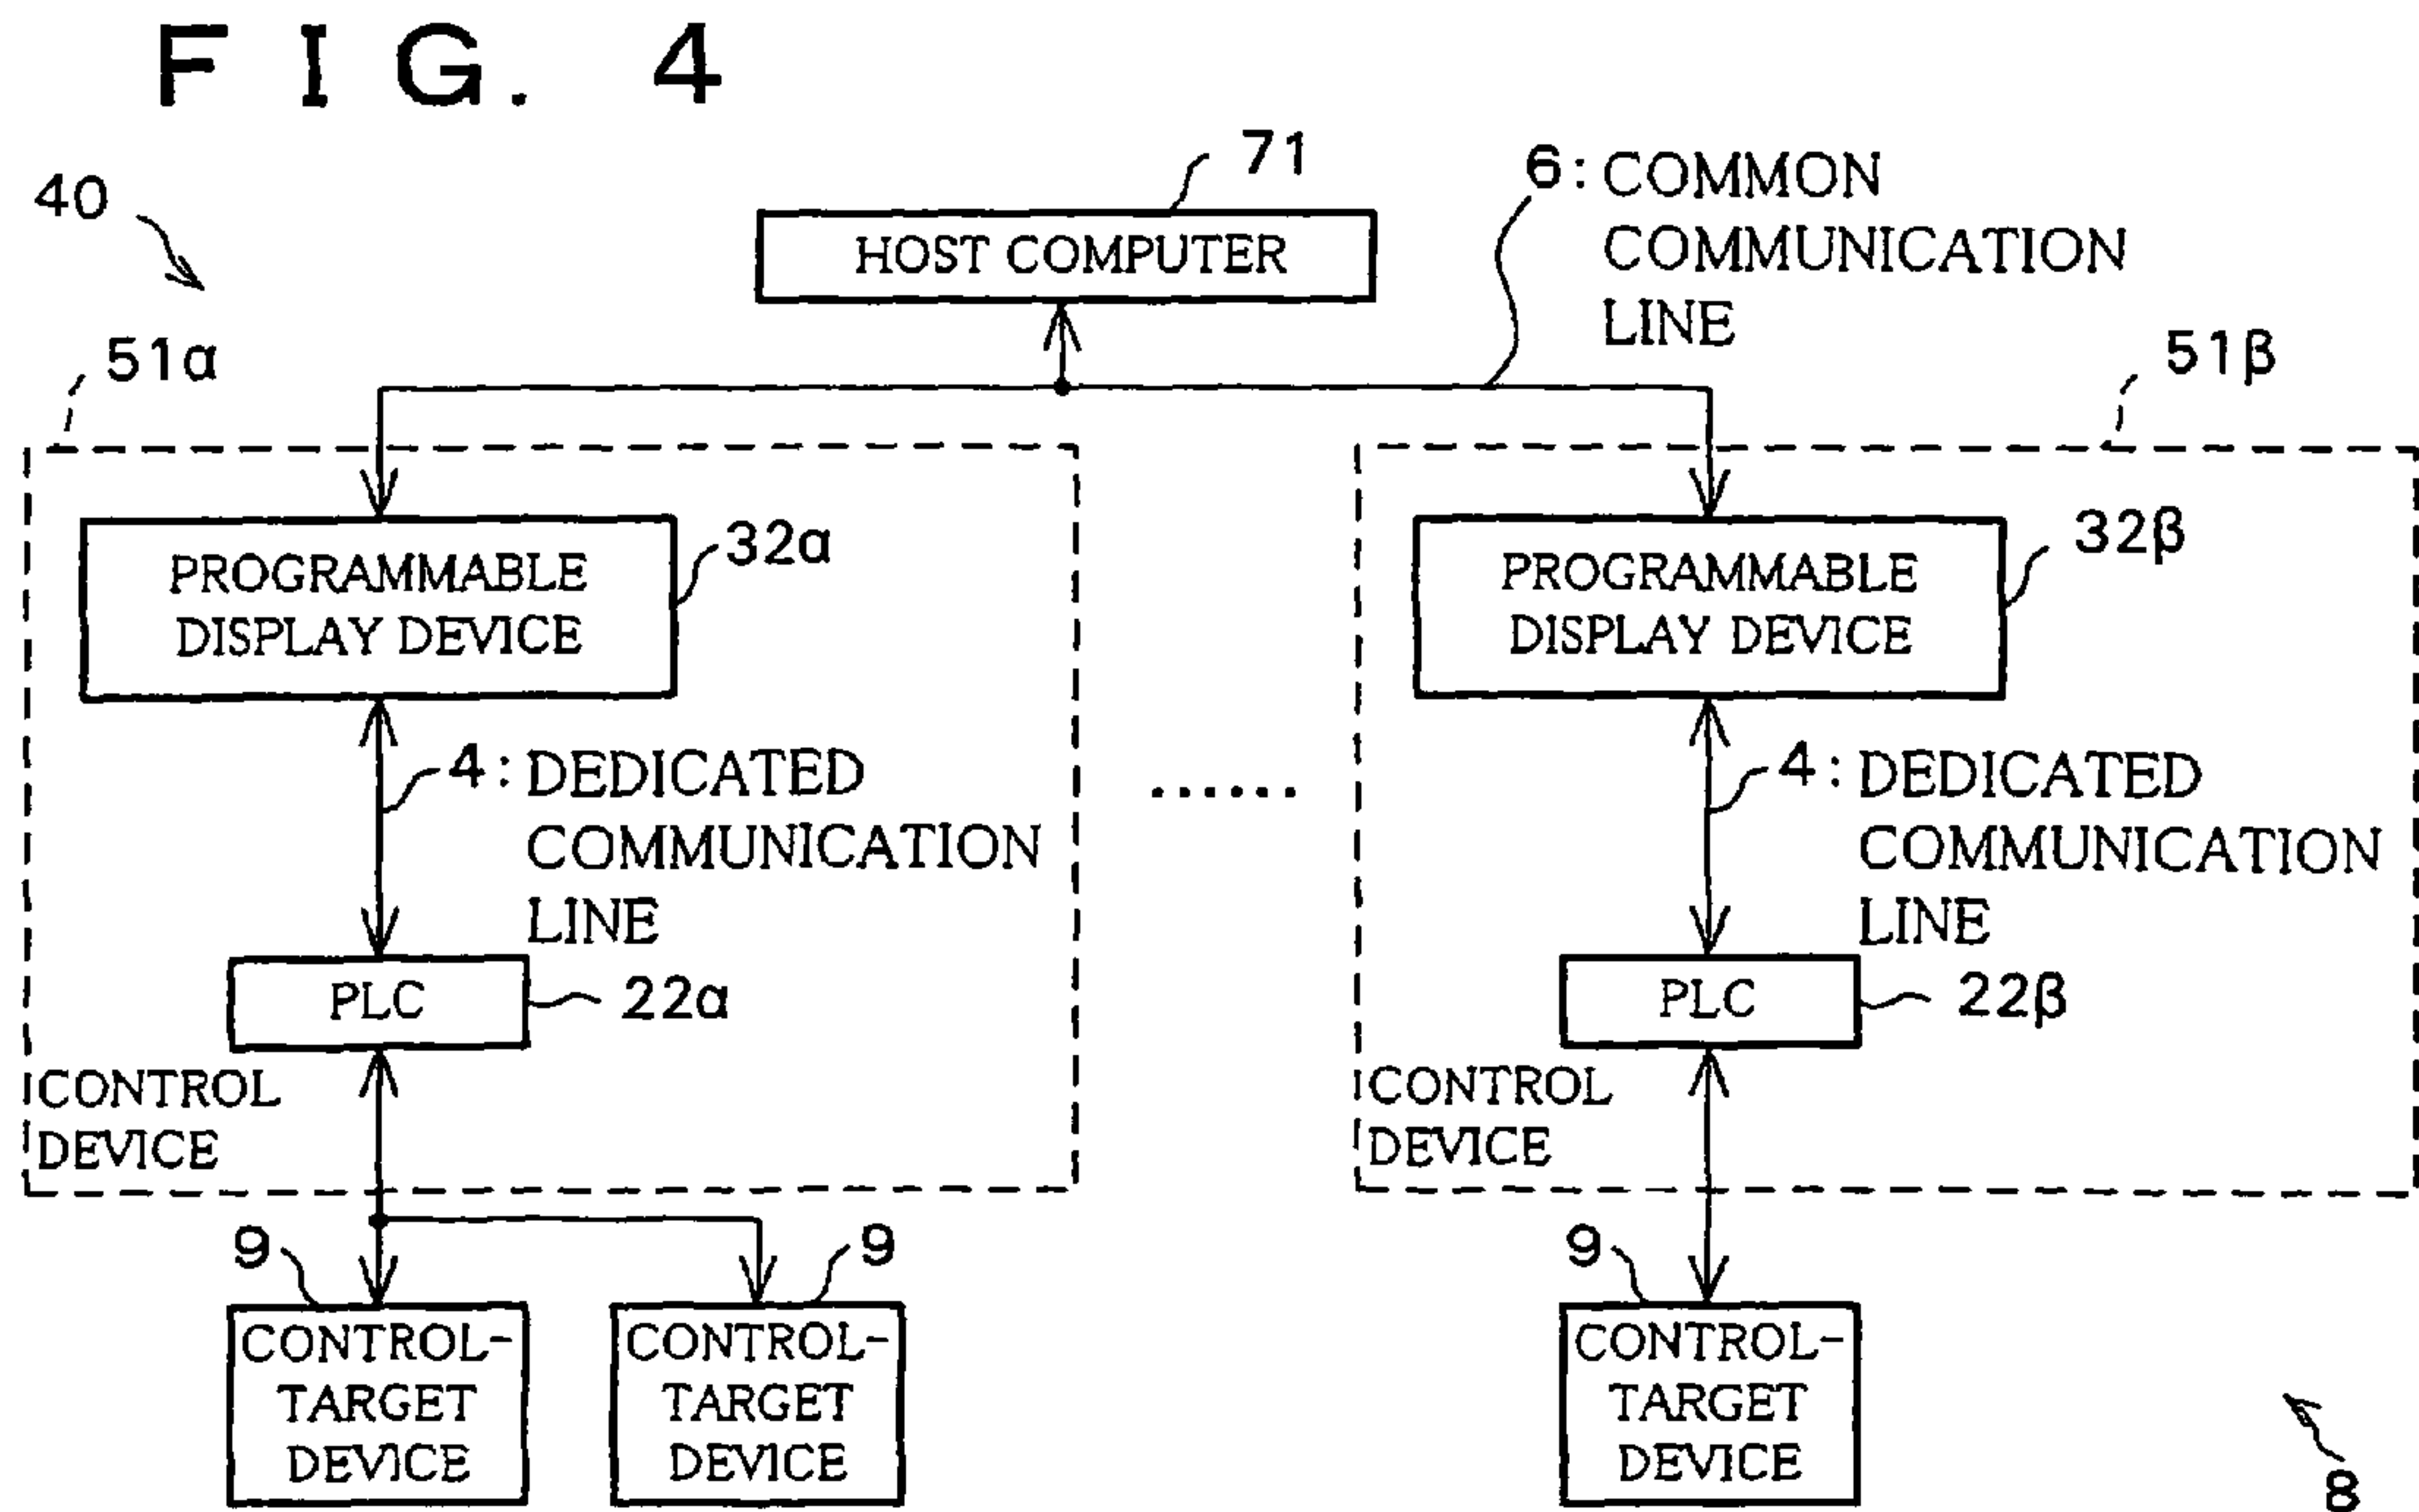 FIG. 4
40
71
HOST COMPUTER
6: COMMON
COMMUNICATION
LINE
51α
51β
PROGRAMMABLE
DISPLAY DEVICE
32α
PROGRAMMABLE
DISPLAY DEVICE
32β
4: DEDICATED
COMMUNICATION
LINE
......
4: DEDICATED
COMMUNICATION
LINE
PLC
22α
PLC
22β
CONTROL
DEVICE
CONTROL
DEVICE
9
9
9
CONTROL-
TARGET
DEVICE
CONTROL-
TARGET
DEVICE
CONTROL-
TARGET
DEVICE
8